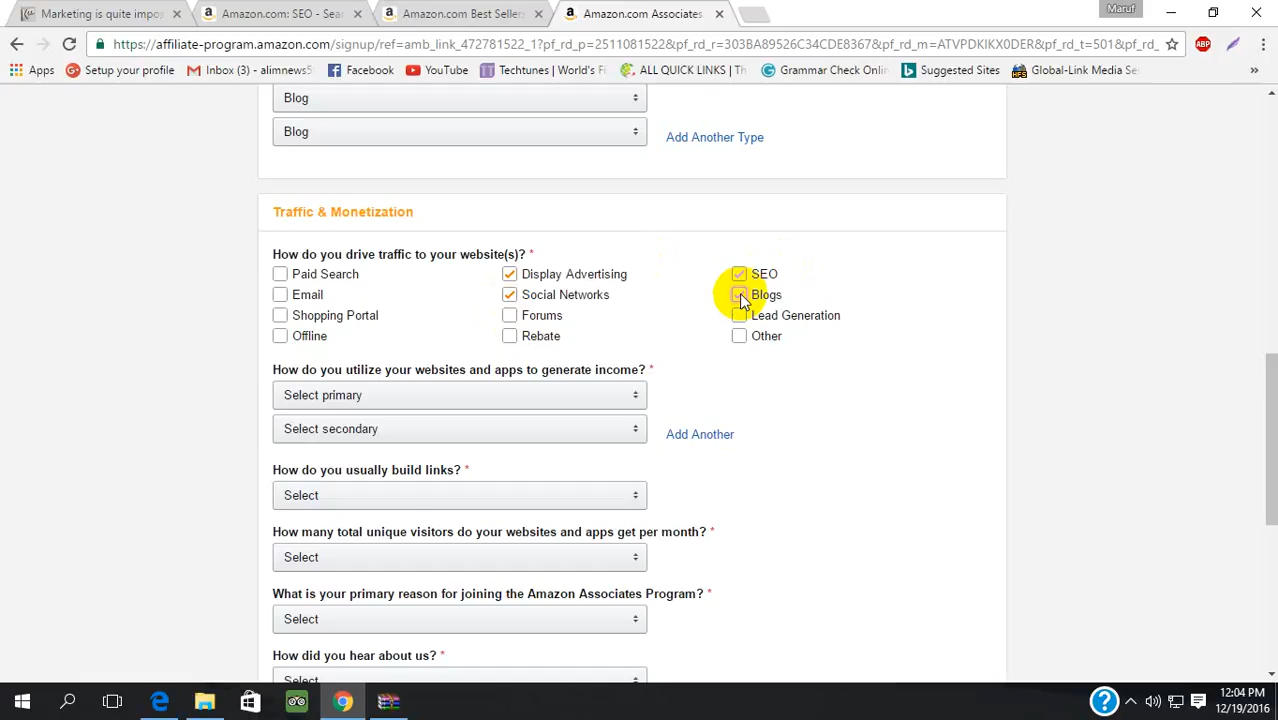 Marketing is quite impos
Amazon.com: SEO - Sear
Amazon.com Best Sellers
Amazon.com Associates
Maruf
https://affiliate-program.amazon.com/signup/ref=amb_link_472781522_1?pf_rd_p=2511081522&pf_rd_r=303BA89526C34CDE8367&pf_rd_m=ATVPDKIKX0DER&pf_rd_t=501&pf_rd_
ABP
Apps
Setup your profile
Inbox (3) - alimnews
Facebook
YouTube
Techtunes | World's Fi
ALL QUICK LINKS | Th
Grammar Check Onlin
Suggested Sites
Global-Link Media Se
»
Blog
Blog
Add Another Type
Traffic & Monetization
How do you drive traffic to your website(s)? *
Paid Search
Display Advertising
SEO
Email
Social Networks
Blogs
Shopping Portal
Forums
Lead Generation
Offline
Rebate
Other
How do you utilize your websites and apps to generate income? *
Select primary
Select secondary
Add Another
How do you usually build links? *
Select
How many total unique visitors do your websites and apps get per month? *
Select
What is your primary reason for joining the Amazon Associates Program? *
Select
How did you hear about us? *
Select
12:04 PM
12/19/2016